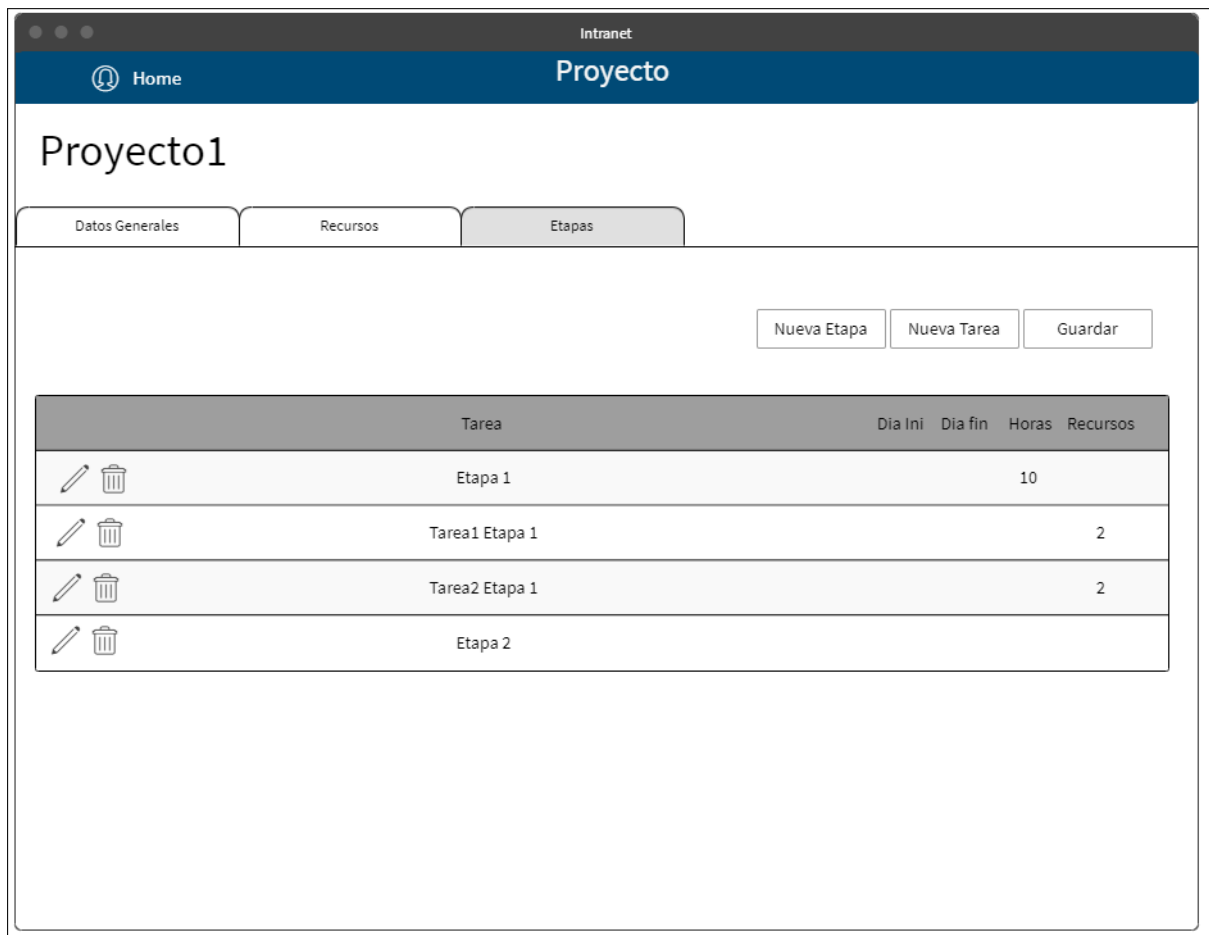 Intranet
Home
Proyecto
Proyecto1
Datos Generales Recursos Etapas
Nueva Etapa Nueva Tarea Guardar
Tarea Dia Ini Dia fin Horas Recursos
Etapa 1 10
Tarea1 Etapa 1 2
Tarea2 Etapa 1 2
Etapa 2